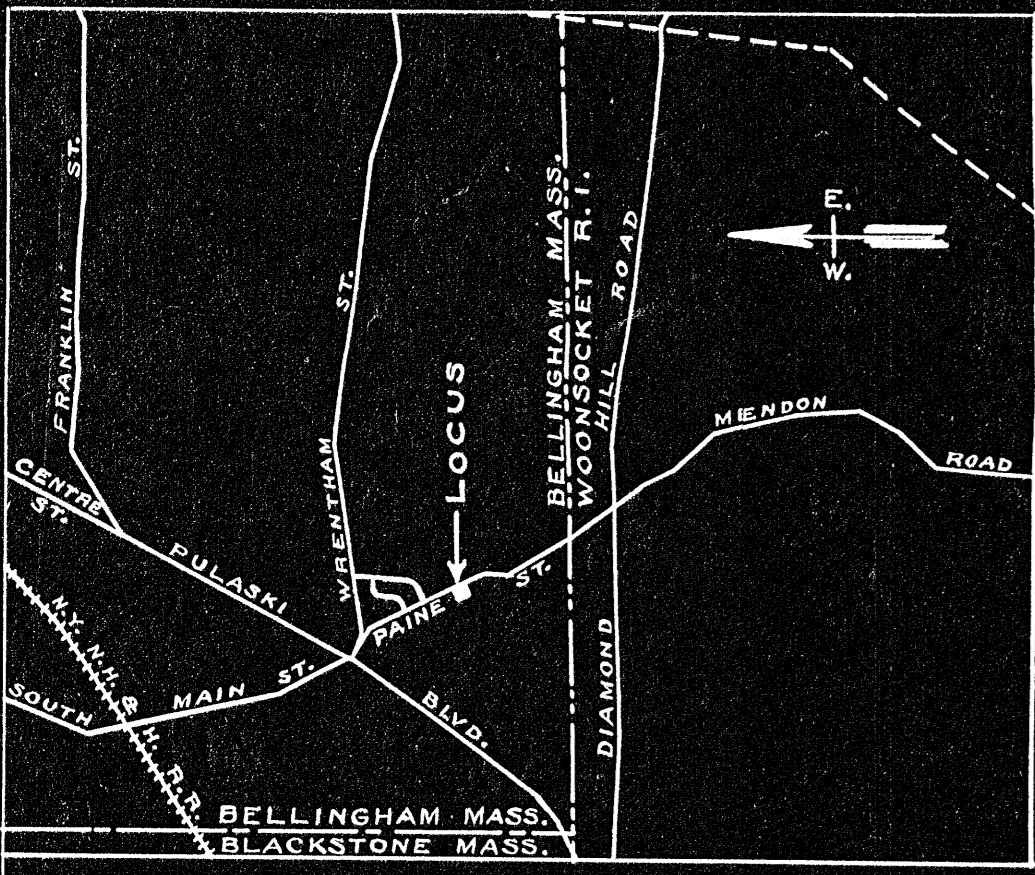 FRANKLIN ST.
WRENTHAM ST.
CENTRE ST.
PULASKI BLVD.
SOUTH MAIN ST.
N.Y. N.H. & H. R.R.
LOCUS
PAINE ST.
BELLINGHAM MASS.
WOONSOCKET R.I.
DIAMOND HILL ROAD
E.
W.
MENDON ROAD
BELLINGHAM MASS.
BLACKSTONE MASS.